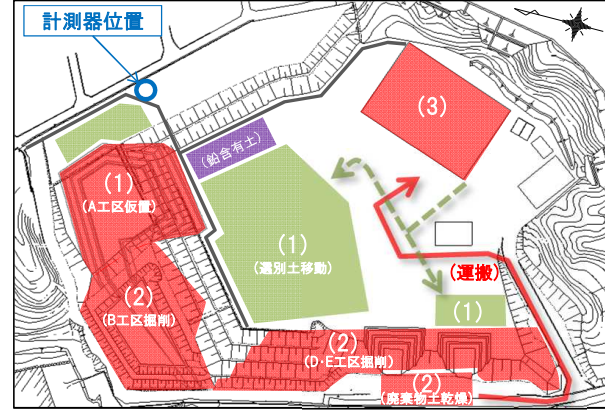 計測器位置
(3)
(鉛含有土)
(1)
(A工区仮置)
(1)
(選別土移動)
(運搬)
(2)
(B工区掘削)
(1)
(2)
(D・E工区掘削)
(2)
(廃棄物土乾燥)